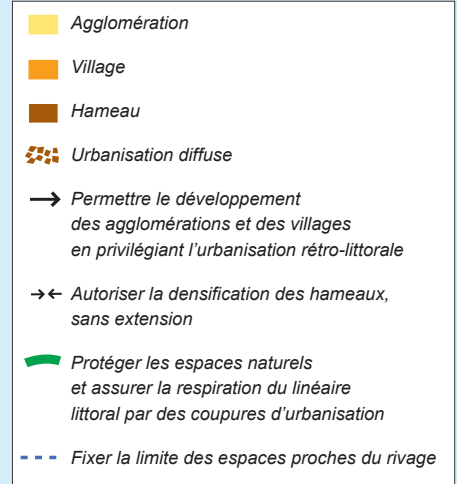 Agglomération
Village
Hameau
Urbanisation diffuse
Permettre le développement
des agglomérations et des villages
en privilégiant l'urbanisation rétro-littorale
Autoriser la densification des hameaux,
sans extension
Protéger les espaces naturels
et assurer la respiration du linéaire
littoral par des coupures d'urbanisation
Fixer la limite des espaces proches du rivage